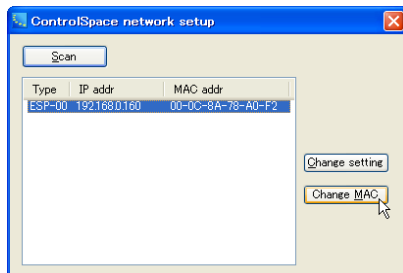 ControlSpace network setup
Scan
Type IP addr MAC addr
ESP-00 192.168.0.160 00-0C-8A-78-A0-F2
Change setting
Change MAC